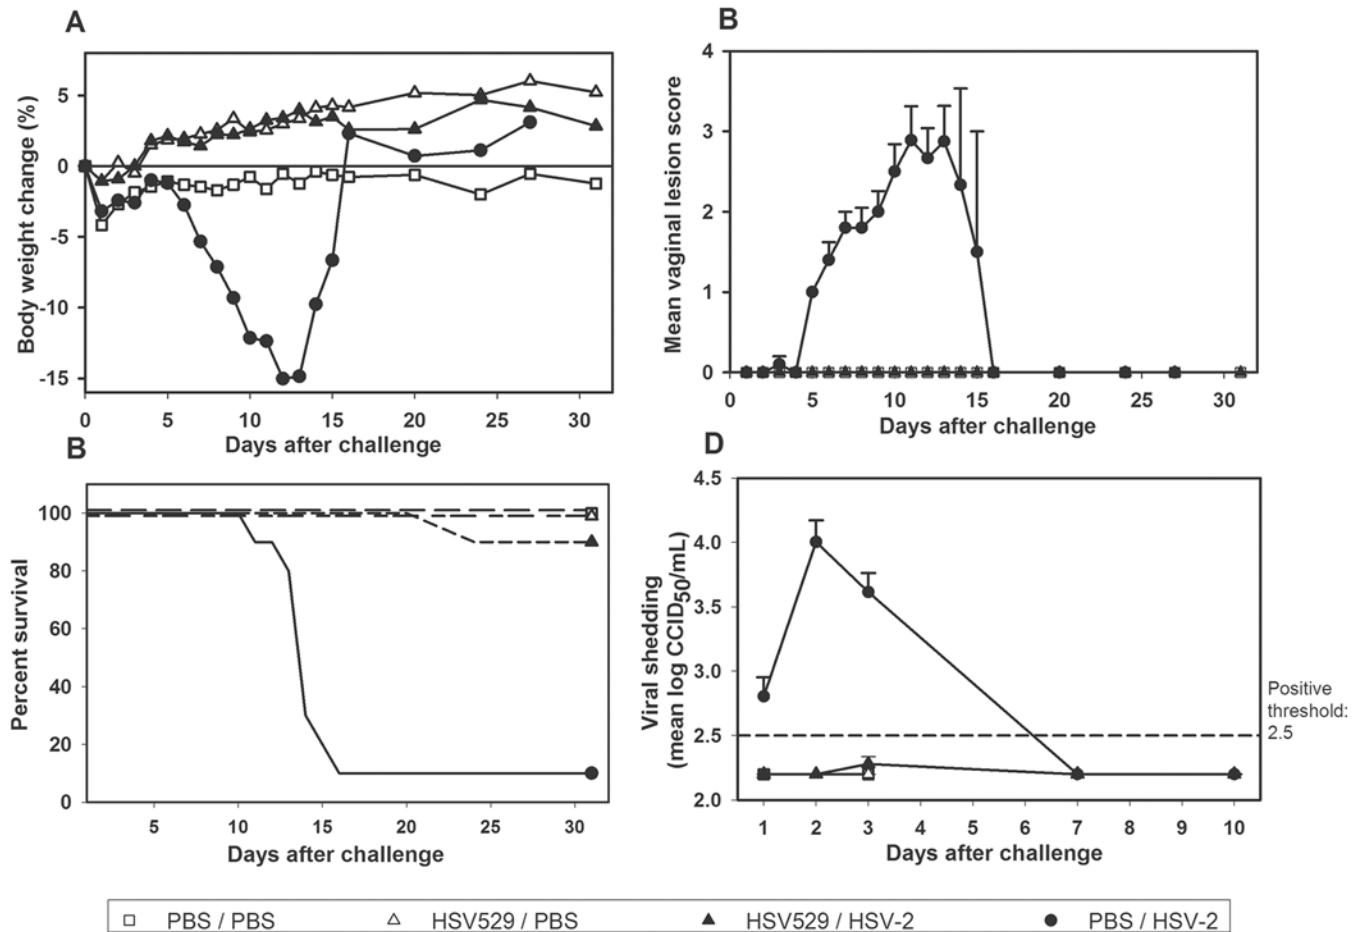 A
Body weight change (%)
5
0
-5
-10
-15
0 5 10 15 20 25 30
Days after challenge
B
Mean vaginal lesion score
4
3
2
1
0
0 5 10 15 20 25 30
Days after challenge
B
Percent survival
100
80
60
40
20
0
5 10 15 20 25 30
Days after challenge
D
Viral shedding
(mean log CCID50/mL)
4.5
4.0
3.5
3.0
2.5
2.0
1 2 3 4 5 6 7 8 9 10
Days after challenge
Positive
threshold:
2.5
PBS / PBS HSV529 / PBS HSV529 / HSV-2 PBS / HSV-2